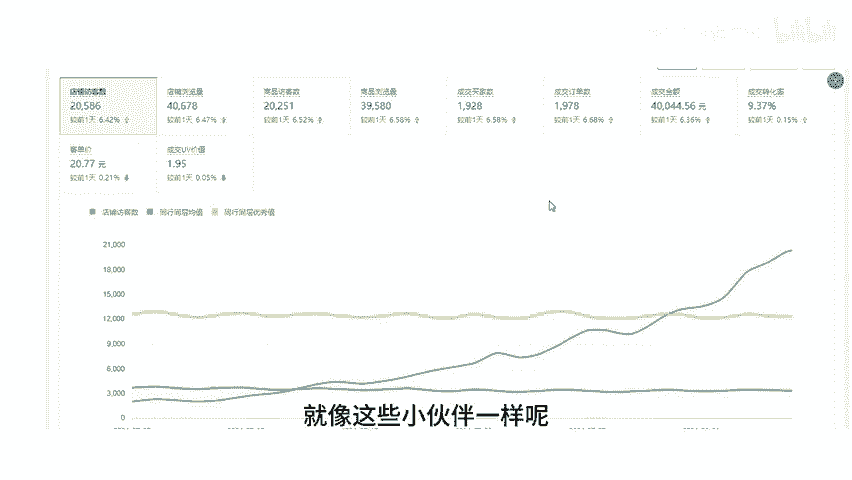 店铺访客数 店铺浏览量 商品访客数 商品浏览量 成交买家数 成交订单数 成交金额 成交转化率
20,586 40,678 20,251 39,580 1,928 1,978 40,044.56 元 9.37%
较前1天 6.42% 较前1天 6.47% 较前1天 6.52% 较前1天 6.58% 较前1天 6.58% 较前1天 6.68% 较前1天 6.36% 较前1天 0.15%
客单价 成交UV价值
20.77 元 1.95
较前1天 0.21% 较前1天 0.05%
店铺访客数 同行同层均值 同行同层优秀值
21,000
18,000
15,000
12,000
9,000
6,000
3,000
0
就像这些小伙伴一样呢